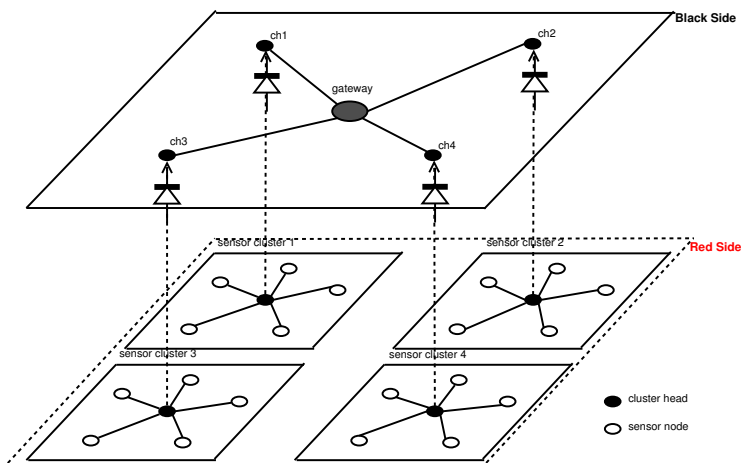 Black Side
ch1
ch2
gateway
ch3
ch4
sensor cluster 1
sensor cluster 2
Red Side
sensor cluster 3
sensor cluster 4
cluster head
sensor node